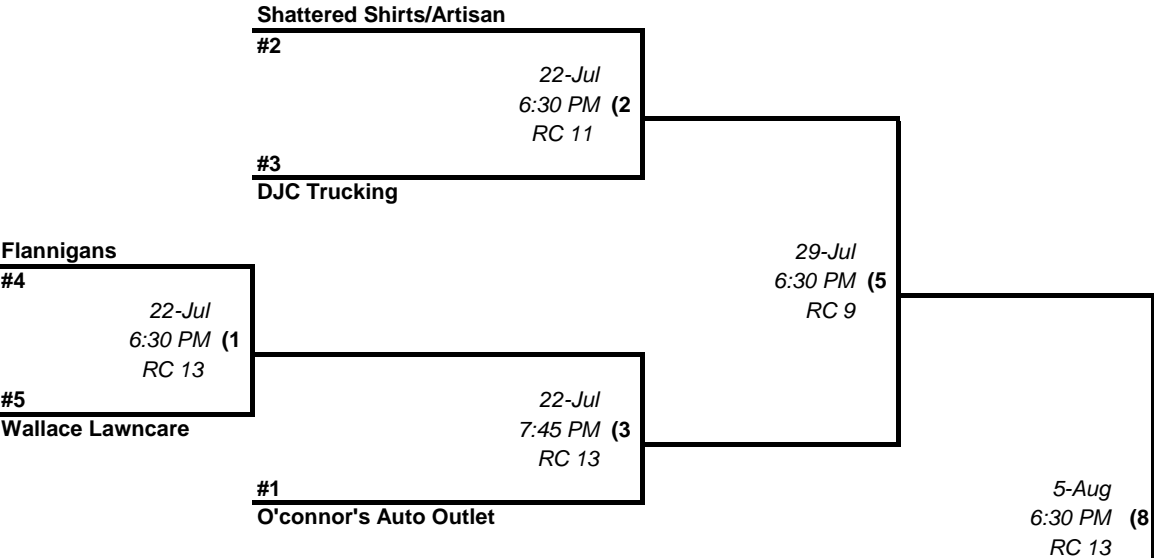 Shattered Shirts/Artisan
#2
22-Jul
6:30 PM (2
RC 11
#3
DJC Trucking
Flannigans
#4
22-Jul
6:30 PM (1
RC 13
#5
Wallace Lawncare
29-Jul
6:30 PM (5
RC 9
22-Jul
7:45 PM (3
RC 13
#1
O'connor's Auto Outlet
5-Aug
6:30 PM (8
RC 13